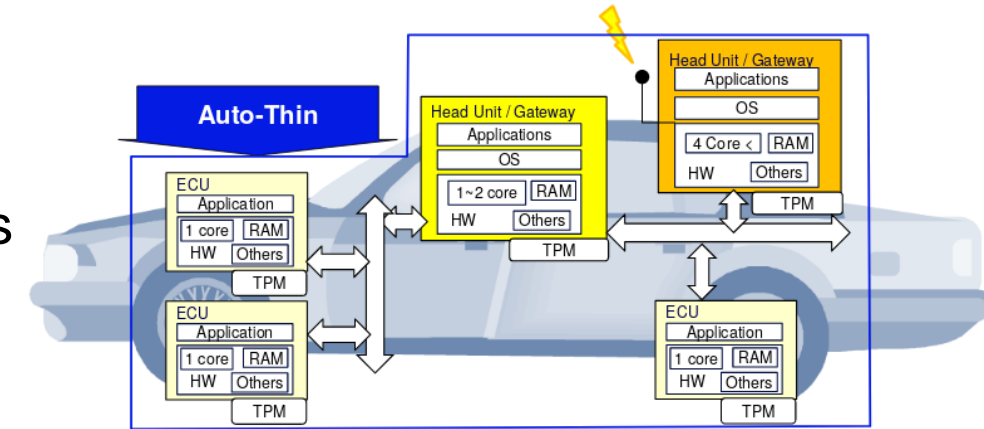 Auto-Thin
s
ECU
Application
1 core RAM
HW Others
TPM
ECU
Application
1 core RAM
HW Others
TPM
Head Unit / Gateway
Applications
OS
1~2 core RAM
HW Others
TPM
Head Unit / Gateway
Applications
OS
4 Core < RAM
HW Others
TPM
ECU
Application
1 core RAM
HW Others
TPM